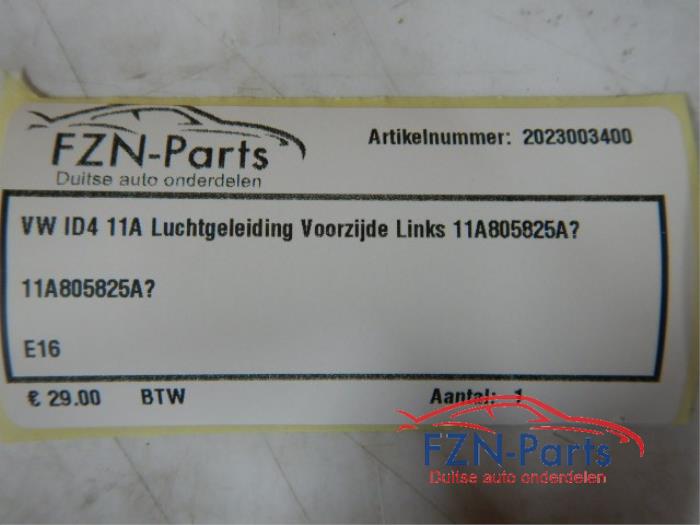 FZN-Parts
Duitse auto onderdelen
Artikelnummer: 2023003400
VW ID4 11A Luchtgeleiding Voorzijde Links 11A805825A?
11A805825A?
E16
€ 29.00 BTW Aantal: 1
FZN-Parts
Duitse auto onderdelen